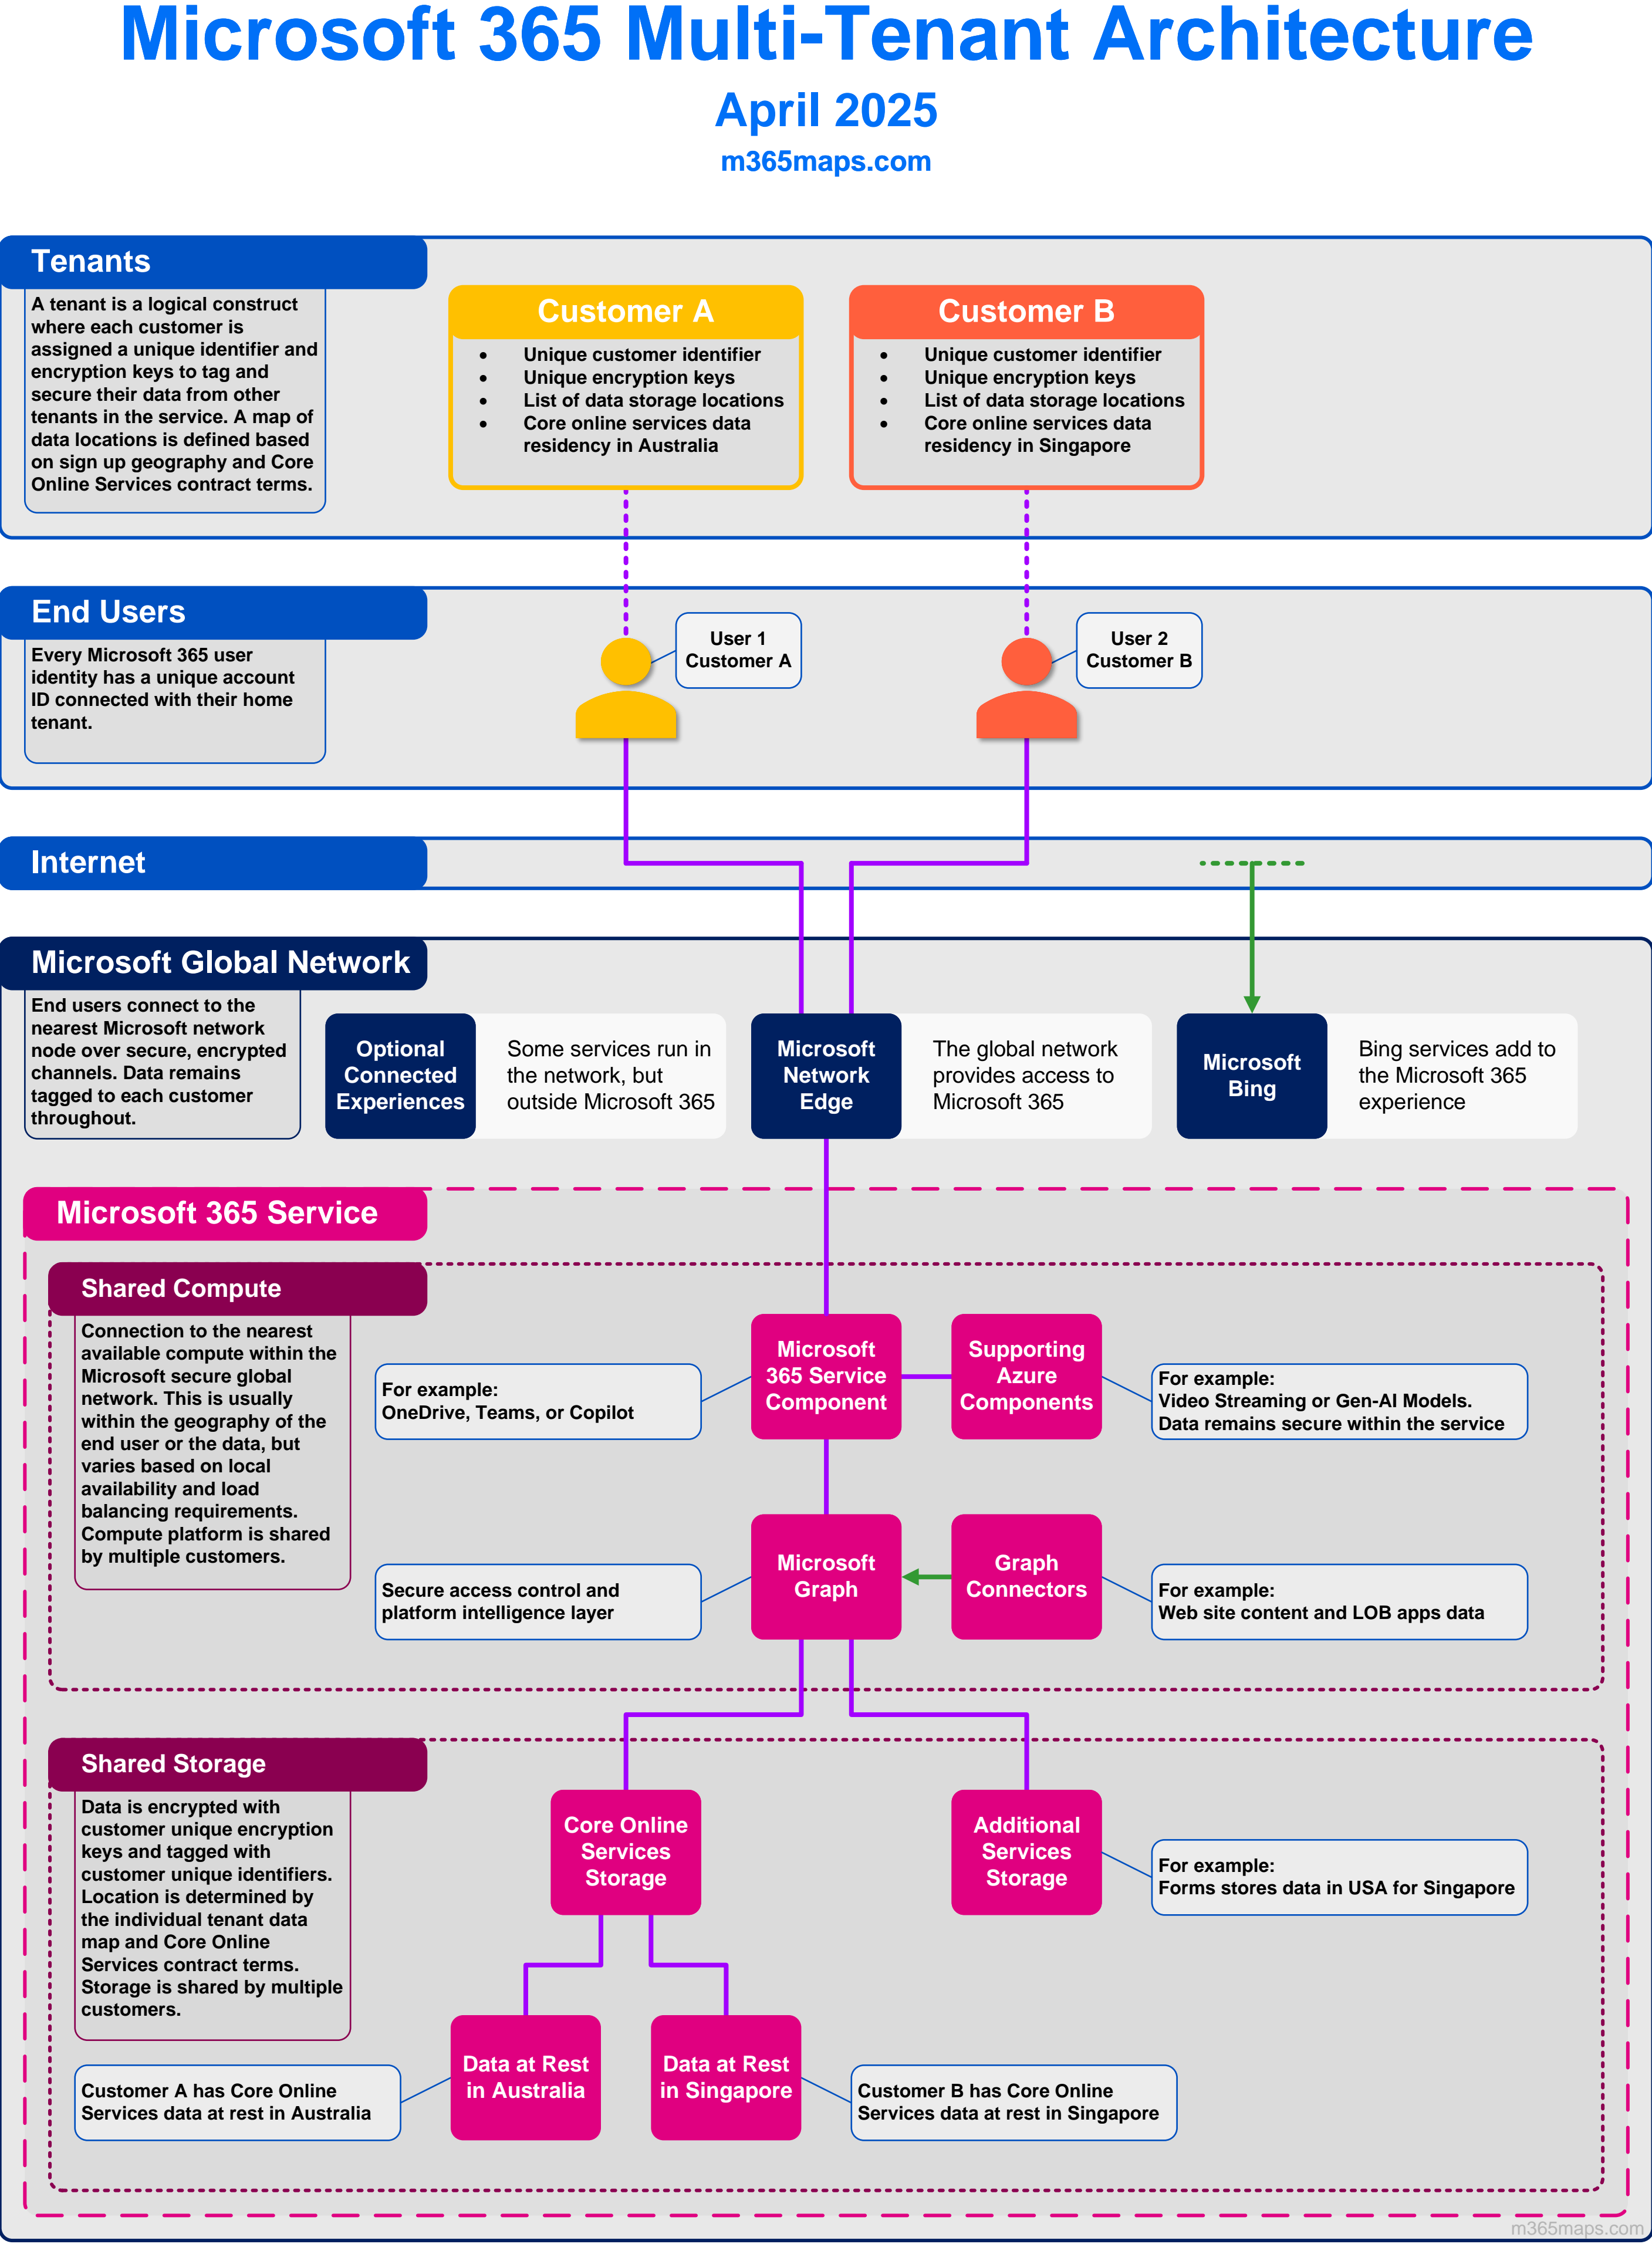 Microsoft 365 Multi-Tenant Architecture
April 2025
m365maps.com
Tenants
A tenant is a logical construct
where each customer is
assigned a unique identifier and
encryption keys to tag and
secure their data from other
tenants in the service. A map of
data locations is defined based
on sign up geography and Core
Online Services contract terms.
Customer A
• Unique customer identifier
• Unique encryption keys
• List of data storage locations
• Core online services data
residency in Australia
Customer B
• Unique customer identifier
• Unique encryption keys
• List of data storage locations
• Core online services data
residency in Singapore
End Users
Every Microsoft 365 user
identity has a unique account
ID connected with their home
tenant.
User 1
Customer A
User 2
Customer B
Internet
Microsoft Global Network
End users connect to the
nearest Microsoft network
node over secure, encrypted
channels. Data remains
tagged to each customer
throughout.
Optional
Connected
Experiences
Some services run in
the network, but
outside Microsoft 365
Microsoft
Network
Edge
The global network
provides access to
Microsoft 365
Microsoft
Bing
Bing services add to
the Microsoft 365
experience
Microsoft 365 Service
Shared Compute
Connection to the nearest
available compute within the
Microsoft secure global
network. This is usually
within the geography of the
end user or the data, but
varies based on local
availability and load
balancing requirements.
Compute platform is shared
by multiple customers.
For example:
OneDrive, Teams, or Copilot
Microsoft
365 Service
Component
Supporting
Azure
Components
For example:
Video Streaming or Gen-AI Models.
Data remains secure within the service
Secure access control and
platform intelligence layer
Microsoft
Graph
Graph
Connectors
For example:
Web site content and LOB apps data
Shared Storage
Data is encrypted with
customer unique encryption
keys and tagged with
customer unique identifiers.
Location is determined by
the individual tenant data
map and Core Online
Services contract terms.
Storage is shared by multiple
customers.
Core Online
Services
Storage
Additional
Services
Storage
For example:
Forms stores data in USA for Singapore
Customer A has Core Online
Services data at rest in Australia
Data at Rest
in Australia
Data at Rest
in Singapore
Customer B has Core Online
Services data at rest in Singapore
m365maps.com